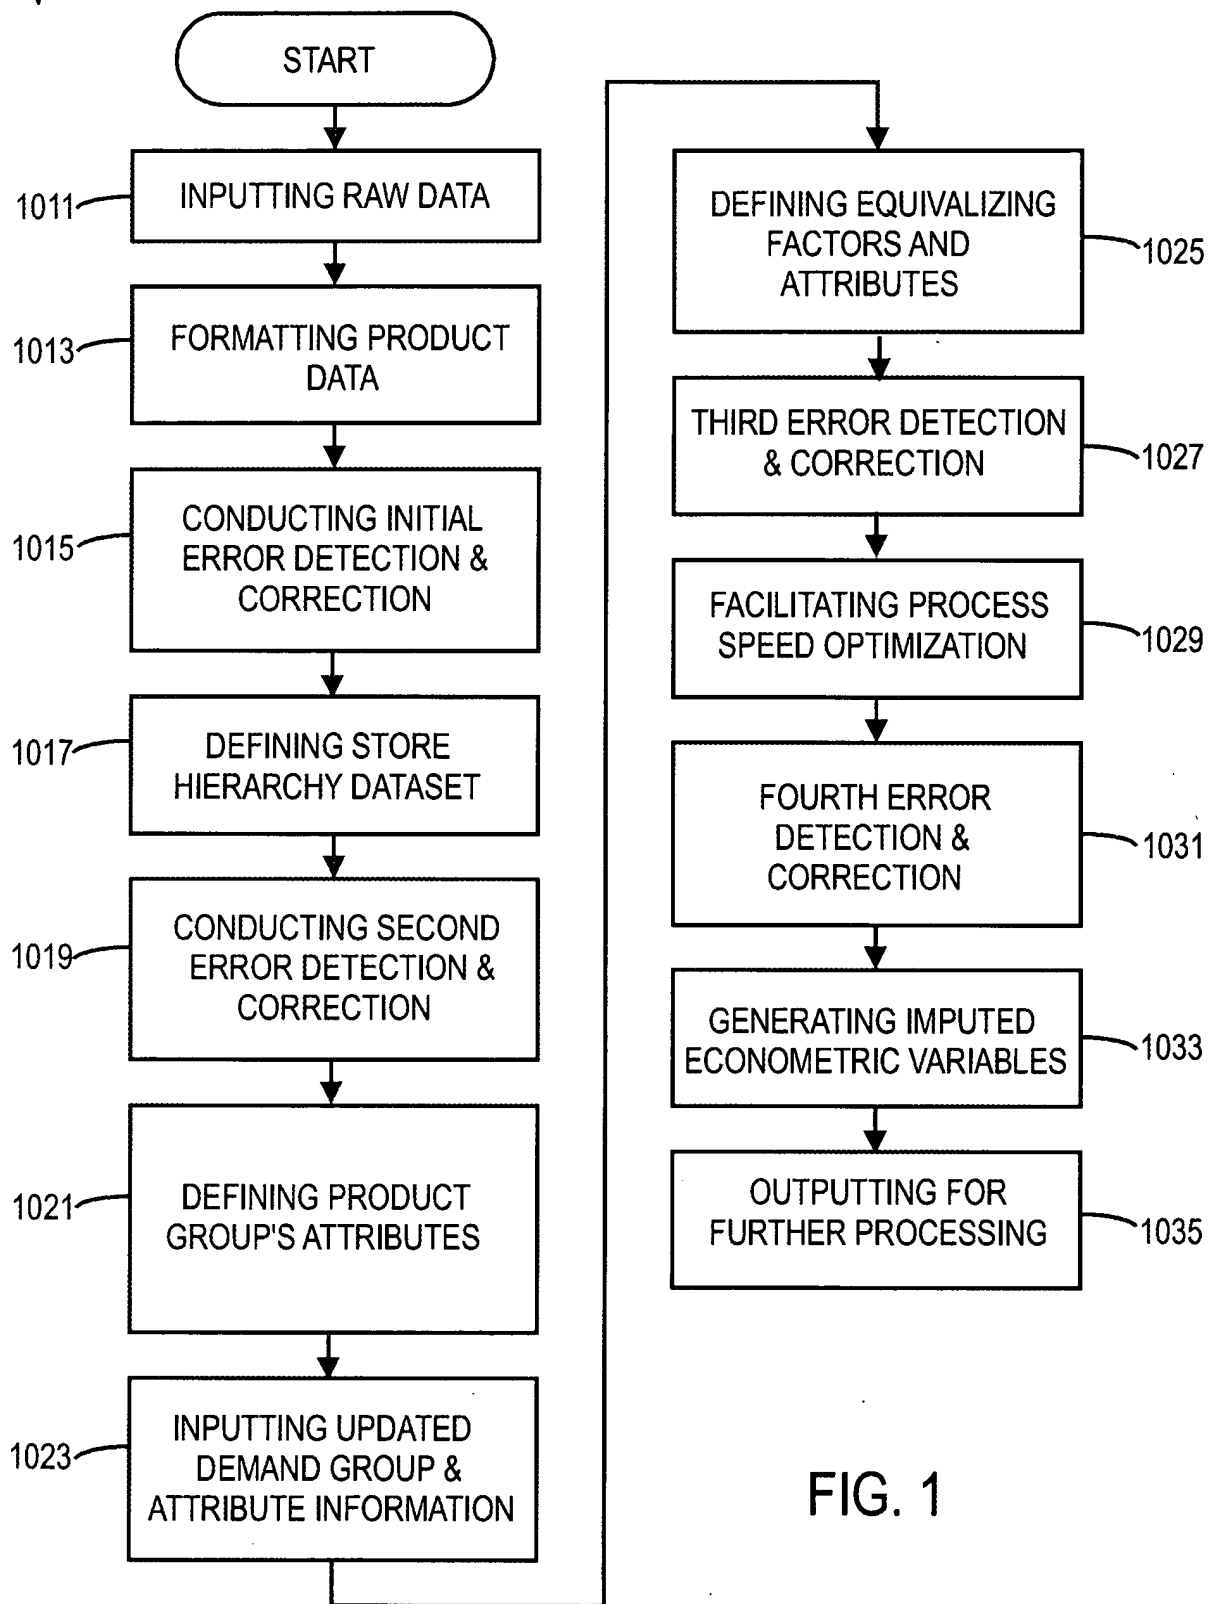 START
1011
INPUTTING RAW DATA
1013
FORMATTING PRODUCT
DATA
1015
CONDUCTING INITIAL
ERROR DETECTION &
CORRECTION
1017
DEFINING STORE
HIERARCHY DATASET
1019
CONDUCTING SECOND
ERROR DETECTION &
CORRECTION
1021
DEFINING PRODUCT
GROUP'S ATTRIBUTES
1023
INPUTTING UPDATED
DEMAND GROUP &
ATTRIBUTE INFORMATION
DEFINING EQUIVALIZING
FACTORS AND
ATTRIBUTES
1025
THIRD ERROR DETECTION
& CORRECTION
1027
FACILITATING PROCESS
SPEED OPTIMIZATION
1029
FOURTH ERROR
DETECTION &
CORRECTION
1031
GENERATING IMPUTED
ECONOMETRIC VARIABLES
1033
OUTPUTTING FOR
FURTHER PROCESSING
1035
FIG. 1